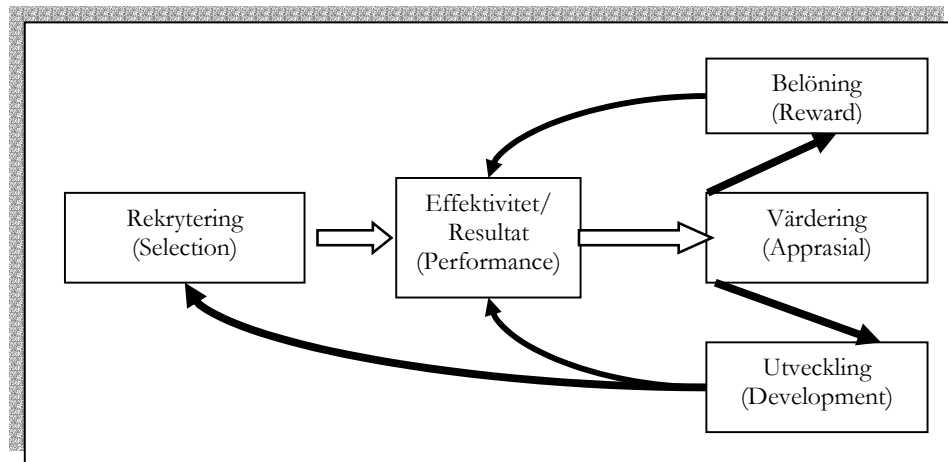 Belöning
(Reward)
Rekrytering
(Selection)
Effektivitet/
Resultat
(Performance)
Värdering
(Apprasial)
Utveckling
(Development)